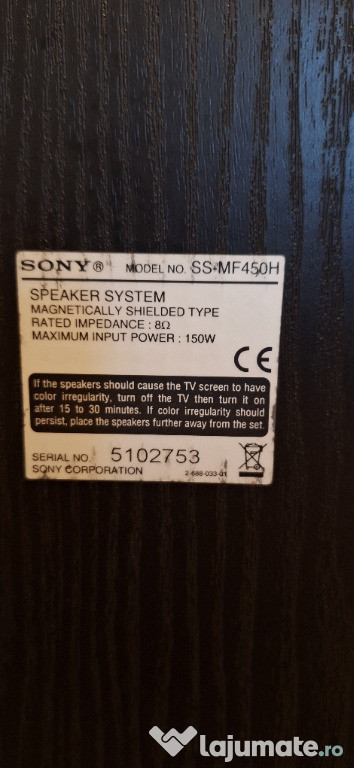 SONY® MODEL NO. SS-MF450H
SPEAKER SYSTEM
MAGNETICALLY SHIELDED TYPE
RATED IMPEDANCE : 8Ω
MAXIMUM INPUT POWER : 150W
CE
If the speakers should cause the TV screen to have
color irregularity, turn off the TV then turn it on
after 15 to 30 minutes. If color irregularity should
persist, place the speakers further away from the set.
SERIAL NO. 5102753
SONY CORPORATION 2-688-033-01
lajumate.ro